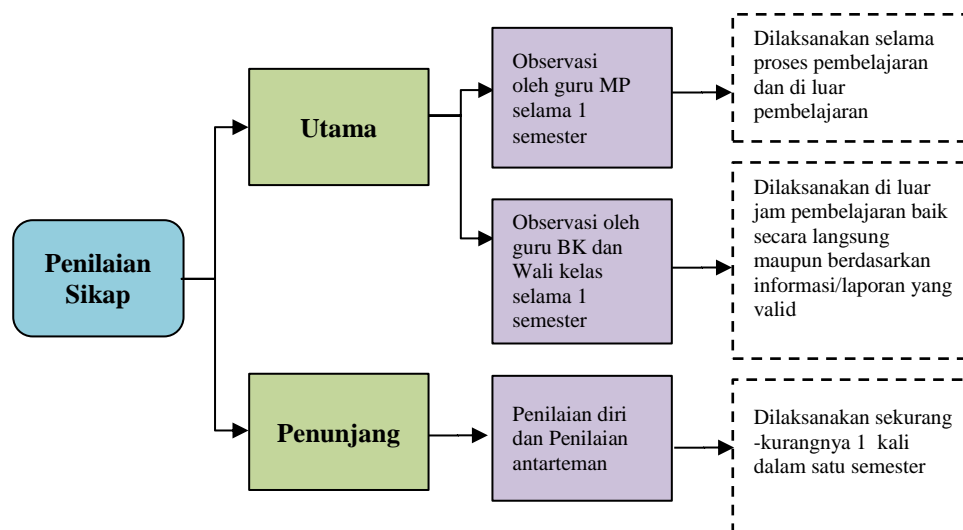 Penilaian
Sikap
Utama
Observasi
oleh guru MP
selama 1
semester
Dilaksanakan selama
proses pembelajaran
dan di luar
pembelajaran
Observasi oleh
guru BK dan
Wali kelas
selama 1
semester
Dilaksanakan di luar
jam pembelajaran baik
secara langsung
maupun berdasarkan
informasi/laporan yang
valid
Penunjang
Penilaian diri
dan Penilaian
antarteman
Dilaksanakan sekurang
-kurangnya 1 kali
dalam satu semester